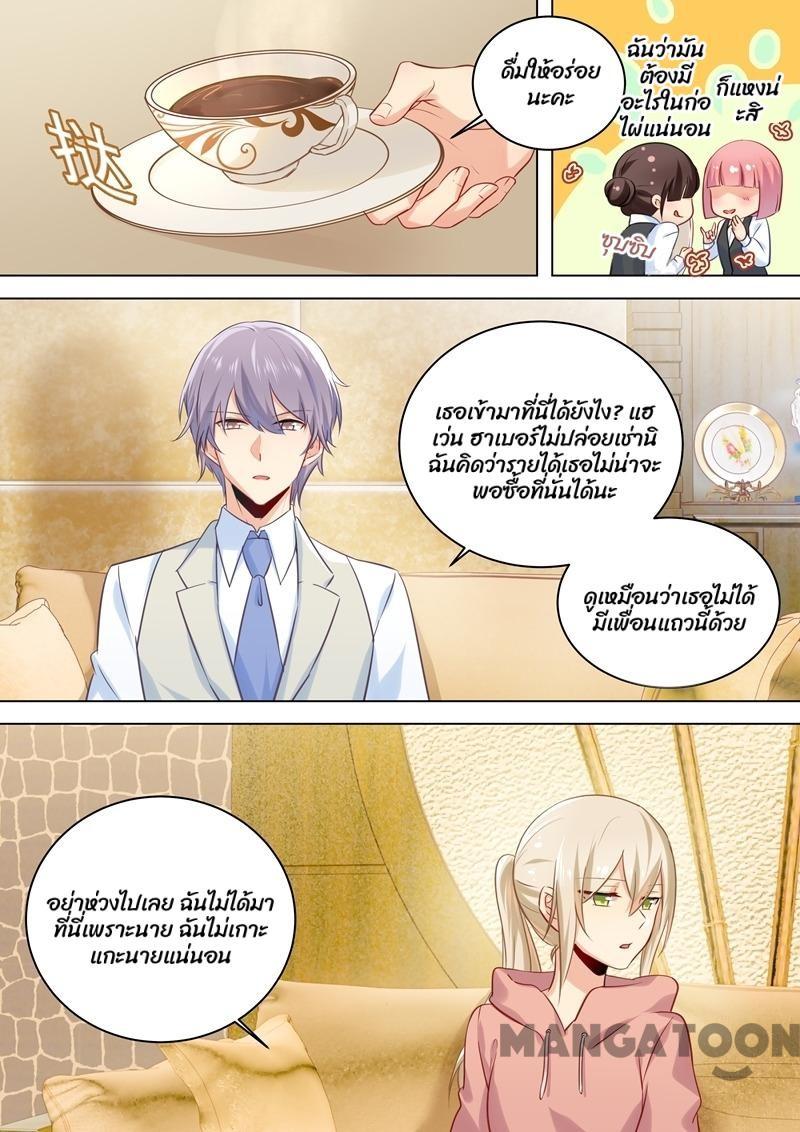 挞
ดื่มให้อร่อย
นะคะ
ฉันว่ามัน
ต้องมี
อะไรในกอ
ไผ่แน่นอน
ก็แหงน่
ะสิ
ซุบซิบ
เธอเข้ามาที่นี่ได้ยังไง? แฮ
เว่น ฮาเบอร์ไม่ปล่อยเช่านิ
ฉันคิดว่ารายได้เธอไม่น่าจะ
พอซื้อที่นั่นได้นะ
ดูเหมือนว่าเธอไม่ได้
มีเพื่อนแถวนี้ด้วย
อย่าห่วงไปเลย ฉันไม่ได้มา
ที่นี่เพราะนาย ฉันไม่เกาะ
แกะนายแน่นอน
MANGATOON